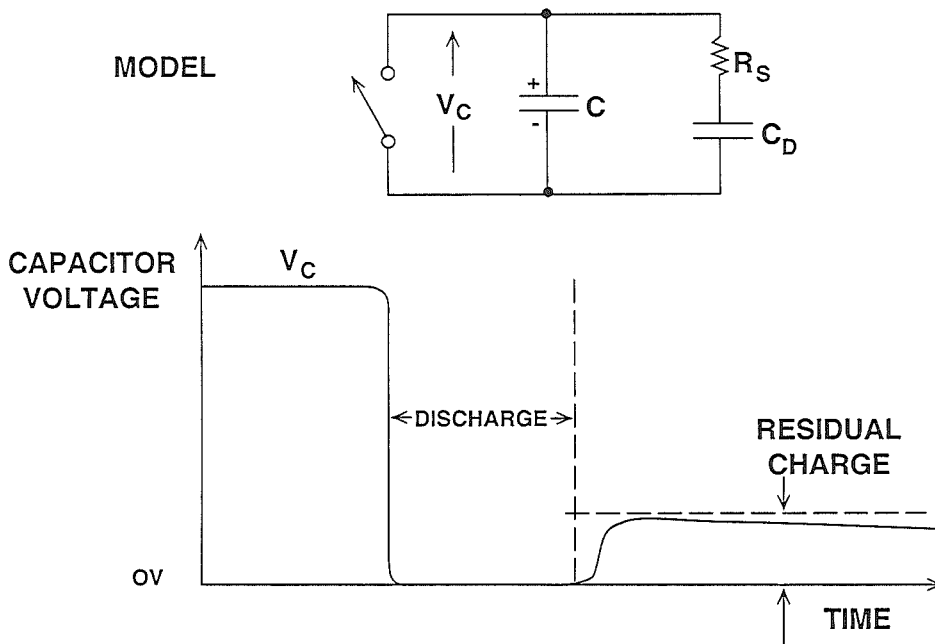 MODEL
V_C
+
-
C
R_S
C_D
CAPACITOR
VOLTAGE
V_C
DISCHARGE
RESIDUAL
CHARGE
OV
TIME